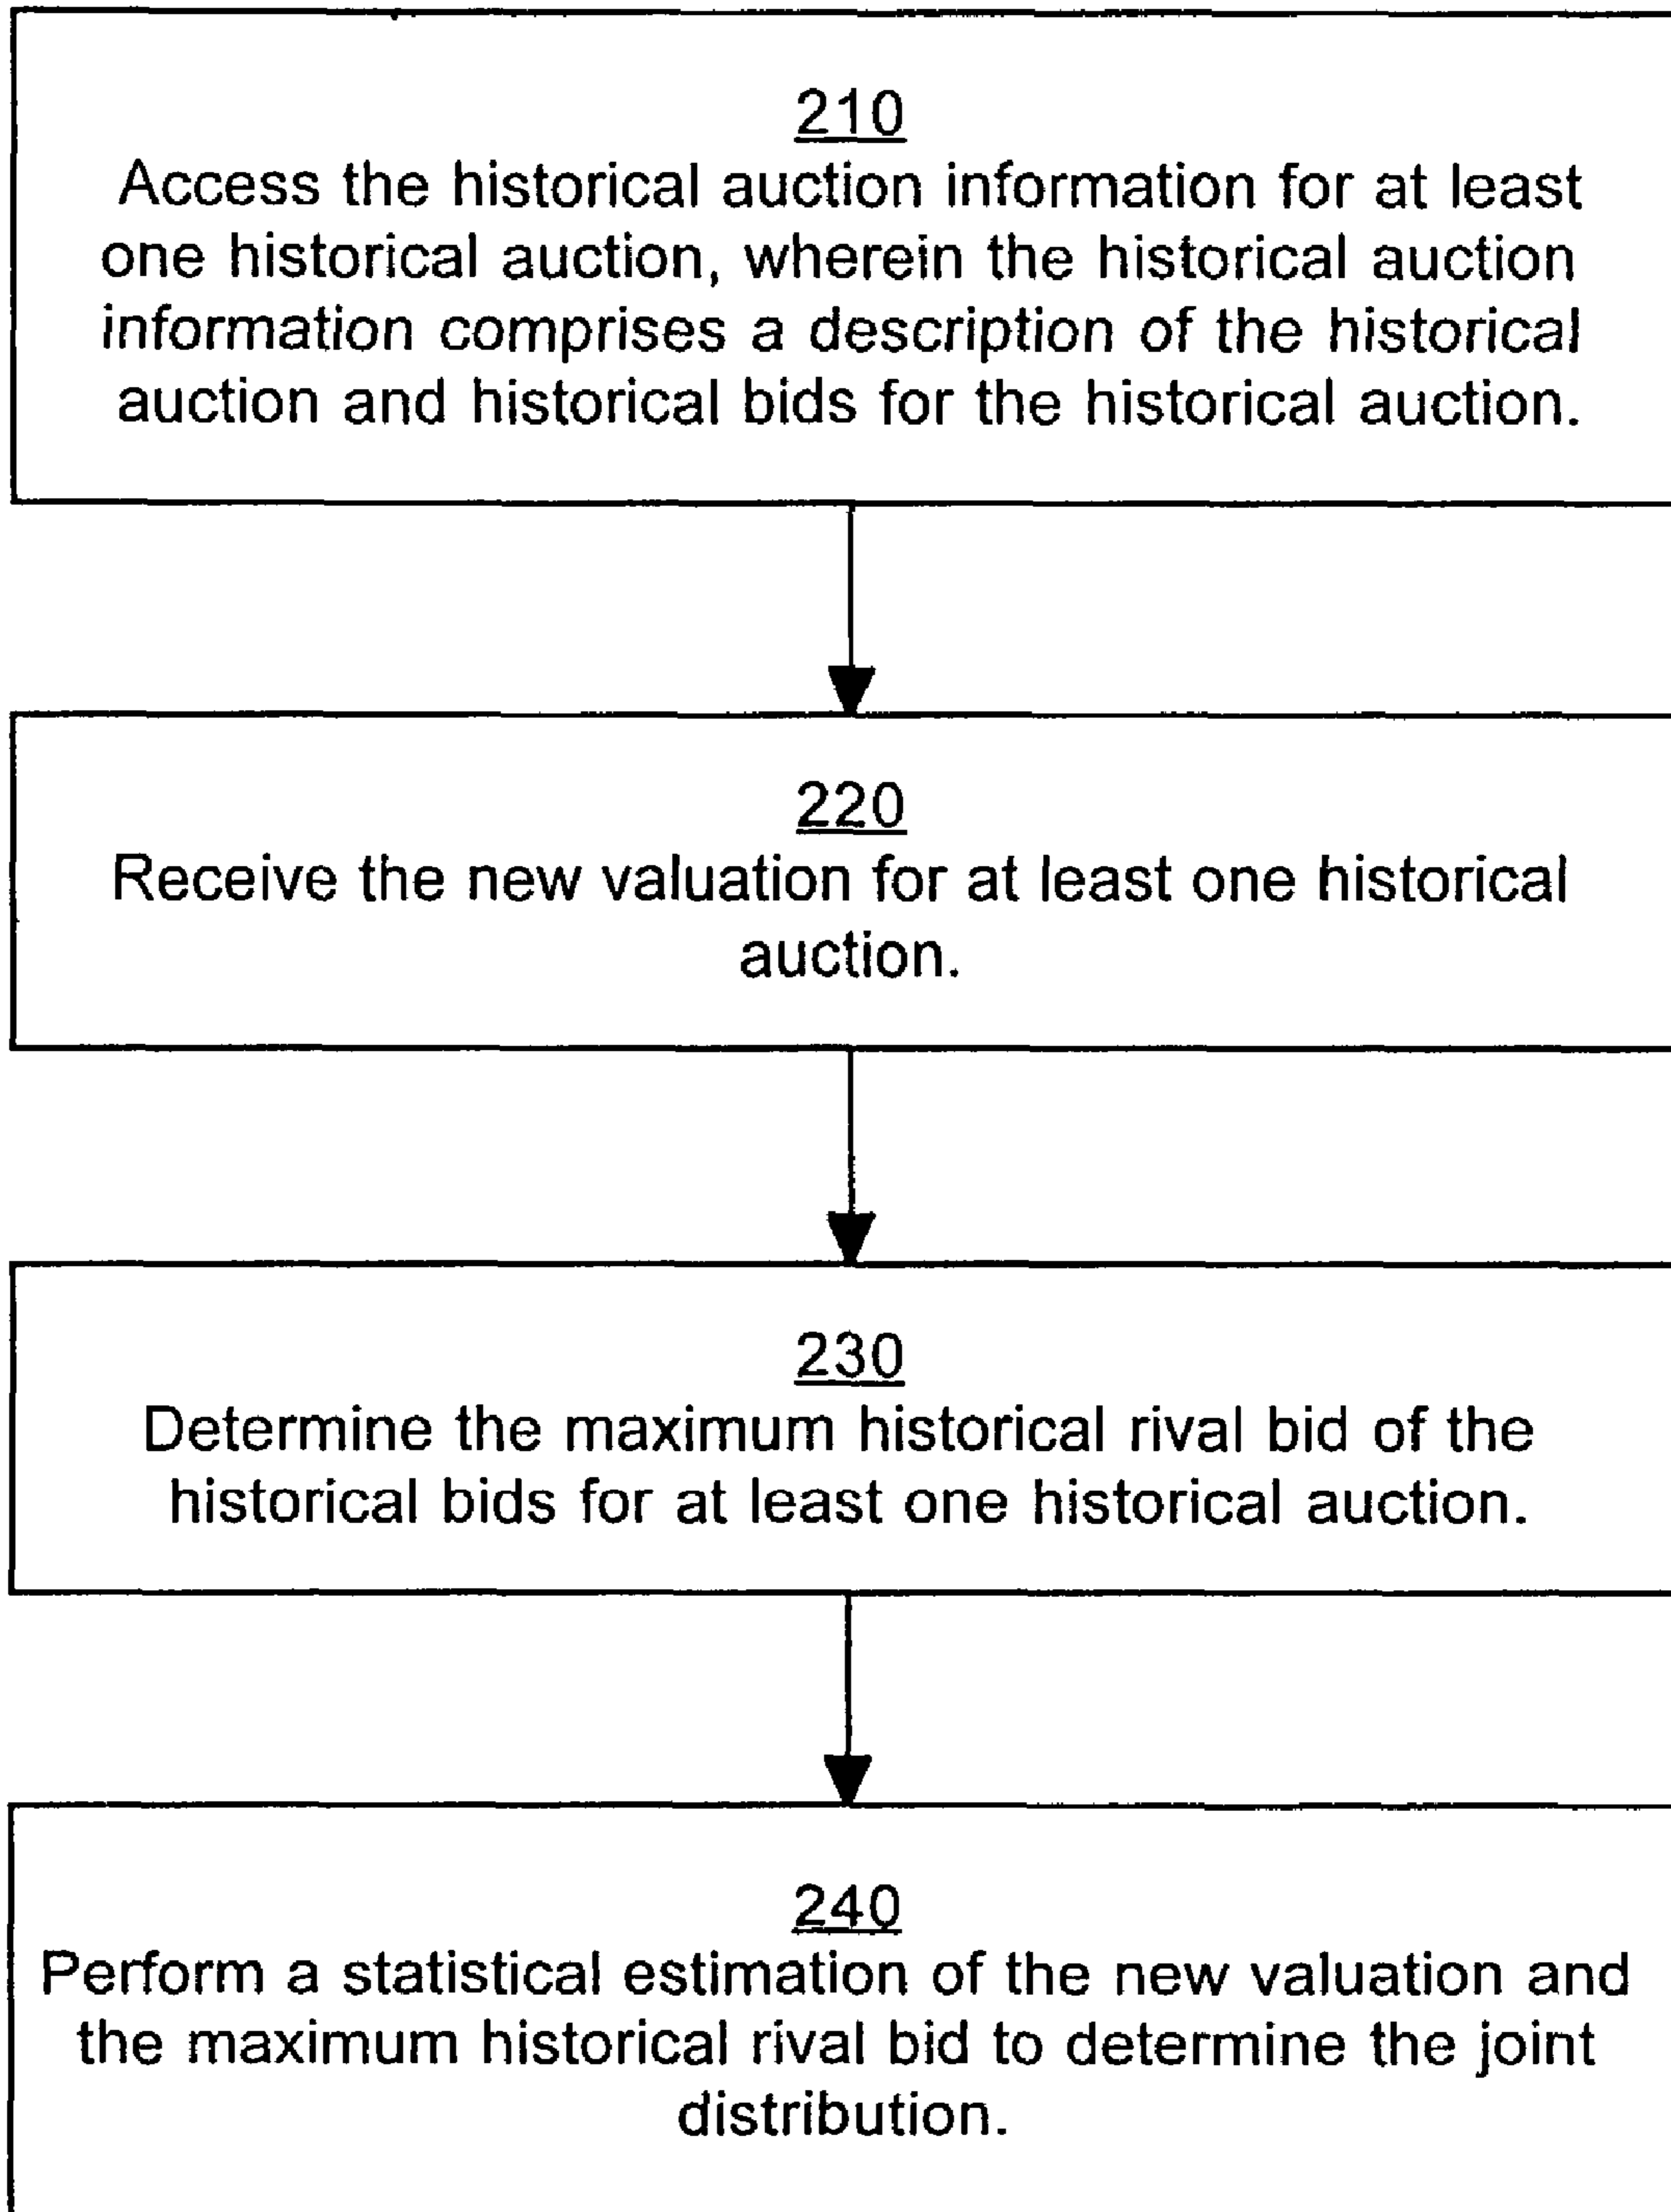 210
Access the historical auction information for at least
one historical auction, wherein the historical auction
information comprises a description of the historical
auction and historical bids for the historical auction.
220
Receive the new valuation for at least one historical
auction.
230
Determine the maximum historical rival bid of the
historical bids for at least one historical auction.
240
Perform a statistical estimation of the new valuation and
the maximum historical rival bid to determine the joint
distribution.